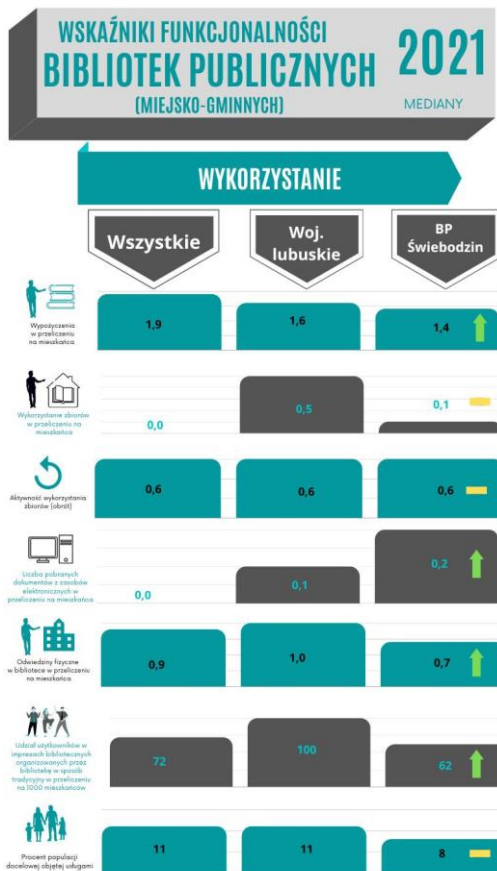 WSKAŹNIKI FUNKCJONALNOŚCI
BIBLIOTEK PUBLICZNYCH
(MIEJSKO-GMINNYCH)
2021
MEDIANY
WYKORZYSTANIE
Wszystkie
Woj.
lubuskie
BP
Świebodzin
Wypożyczenia
w przeliczeniu
na mieszkańca
1,9
1,6
1,4
Wykorzystanie zbiorów
w przeliczeniu na
mieszkańca
0,0
0,5
0,1
Aktywność wykorzystania
zbiorów (obrót)
0,6
0,6
0,6
Liczba pobranych
dokumentów z zasobów
elektronicznych w
przeliczeniu na mieszkańca
0,0
0,1
0,2
Odwiedziny fizyczne
w bibliotece w przeliczeniu
na mieszkańca
0,9
1,0
0,7
Udział użytkowników w
imprezach bibliotecznych
organizowanych przez
bibliotekę w sposób
tradycyjny w przeliczeniu
na 1000 mieszkańców
72
100
62
Procent populacji
docelowej objętej usługami
11
11
8